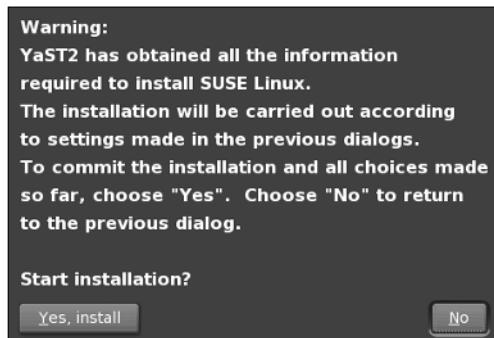 Warning:
YaST2 has obtained all the information
required to install SUSE Linux.
The installation will be carried out according
to settings made in the previous dialogs.
To commit the installation and all choices made
so far, choose "Yes".  Choose "No" to return
to the previous dialog.
Start installation?
Yes, install
No